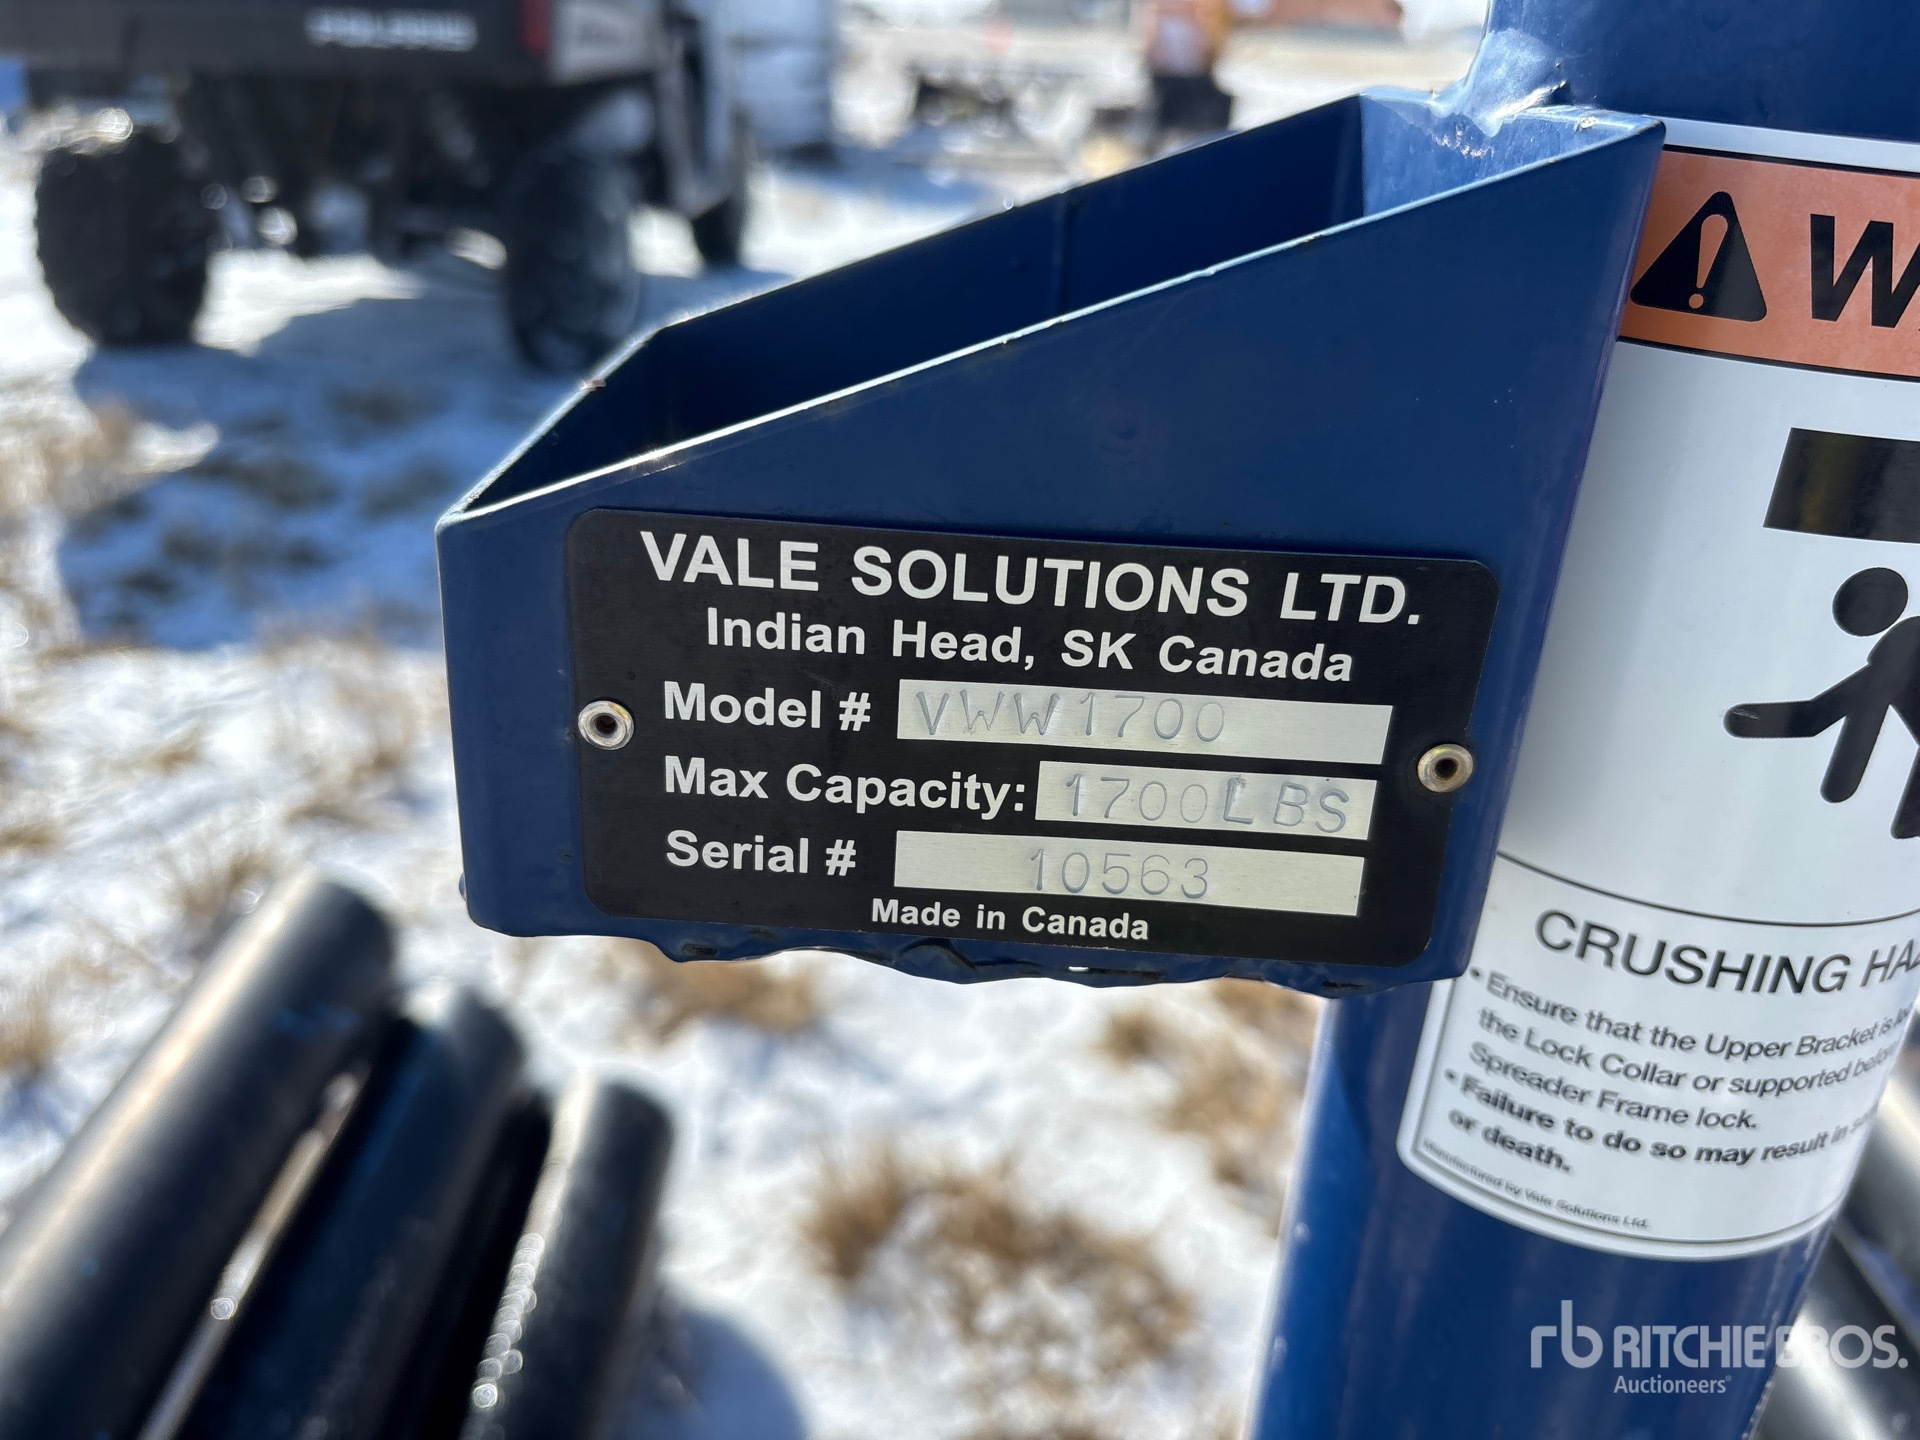 POLARIS
VALE SOLUTIONS LTD.
Indian Head, SK Canada
Model # VWW1700
Max Capacity: 1700LBS
Serial # 10563
Made in Canada
CRUSHING
• Ensure that the Upper Bracket is
the Lock Collar or supported
Spreader Frame lock.
• Failure to do so may result in
or death.
Manufactured by Vale Solutions Ltd.
rb RITCHIE BROS.
Auctioneers